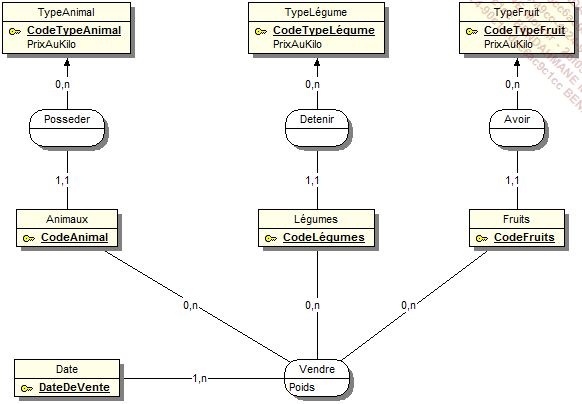 TypeAnimal
CodeTypeAnimal
PrixAuKilo
TypeLégume
CodeTypeLégume
PrixAuKilo
TypeFruit
CodeTypeFruit
PrixAuKilo
0,n
0,n
0,n
Posseder
Detenir
Avoir
1,1
1,1
1,1
Animaux
CodeAnimal
Légumes
CodeLégumes
Fruits
CodeFruits
0,n
0,n
0,n
Date
DateDeVente
1,n
Vendre
Poids